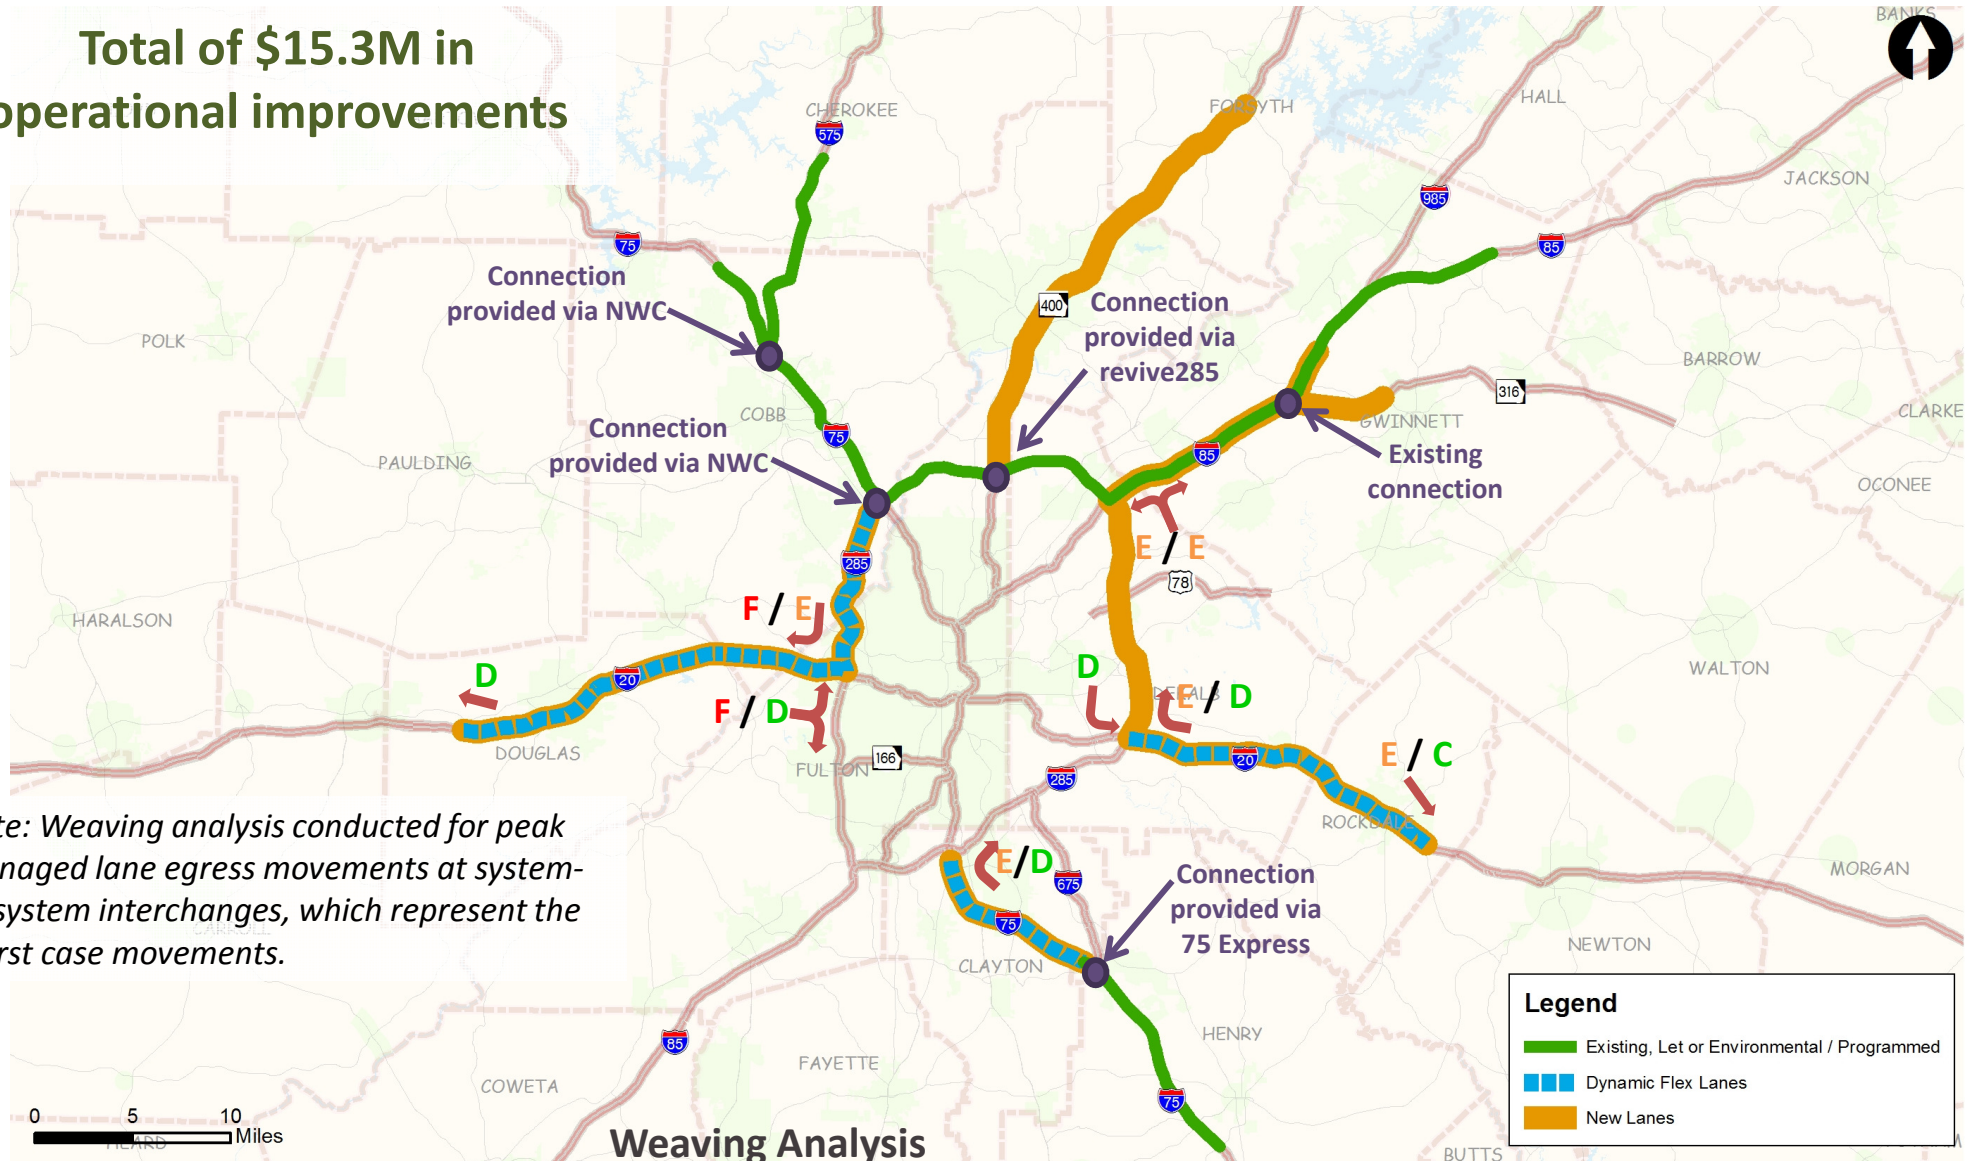 Total of $15.3M in
operational improvements
BANKS
CHEROKEE
575
FORSYTH
HALL
JACKSON
985
75
85
Connection
provided via NWC
400
Connection
provided via
revive285
POLK
BARROW
316
COBB
75
GWINNETT
CLARKE
Connection
provided via NWC
PAULDING
85
Existing
connection
OCONEE
285
E / E
78
F / E
HARALSON
D
20
D
WALTON
DEKALB
E / D
F / D
DOUGLAS
FULTON
166
285
20
E / C
ROCKDALE
te: Weaving analysis conducted for peak
naged lane egress movements at system-
system interchanges, which represent the
rst case movements.
E/D
675
MORGAN
Connection
provided via
75 Express
75
CARROLL
CLAYTON
NEWTON
HENRY
85
FAYETTE
COWETA
75
Legend
Existing, Let or Environmental / Programmed
Dynamic Flex Lanes
New Lanes
0 5 10
Miles
HEARD
Weaving Analysis
BUTTS